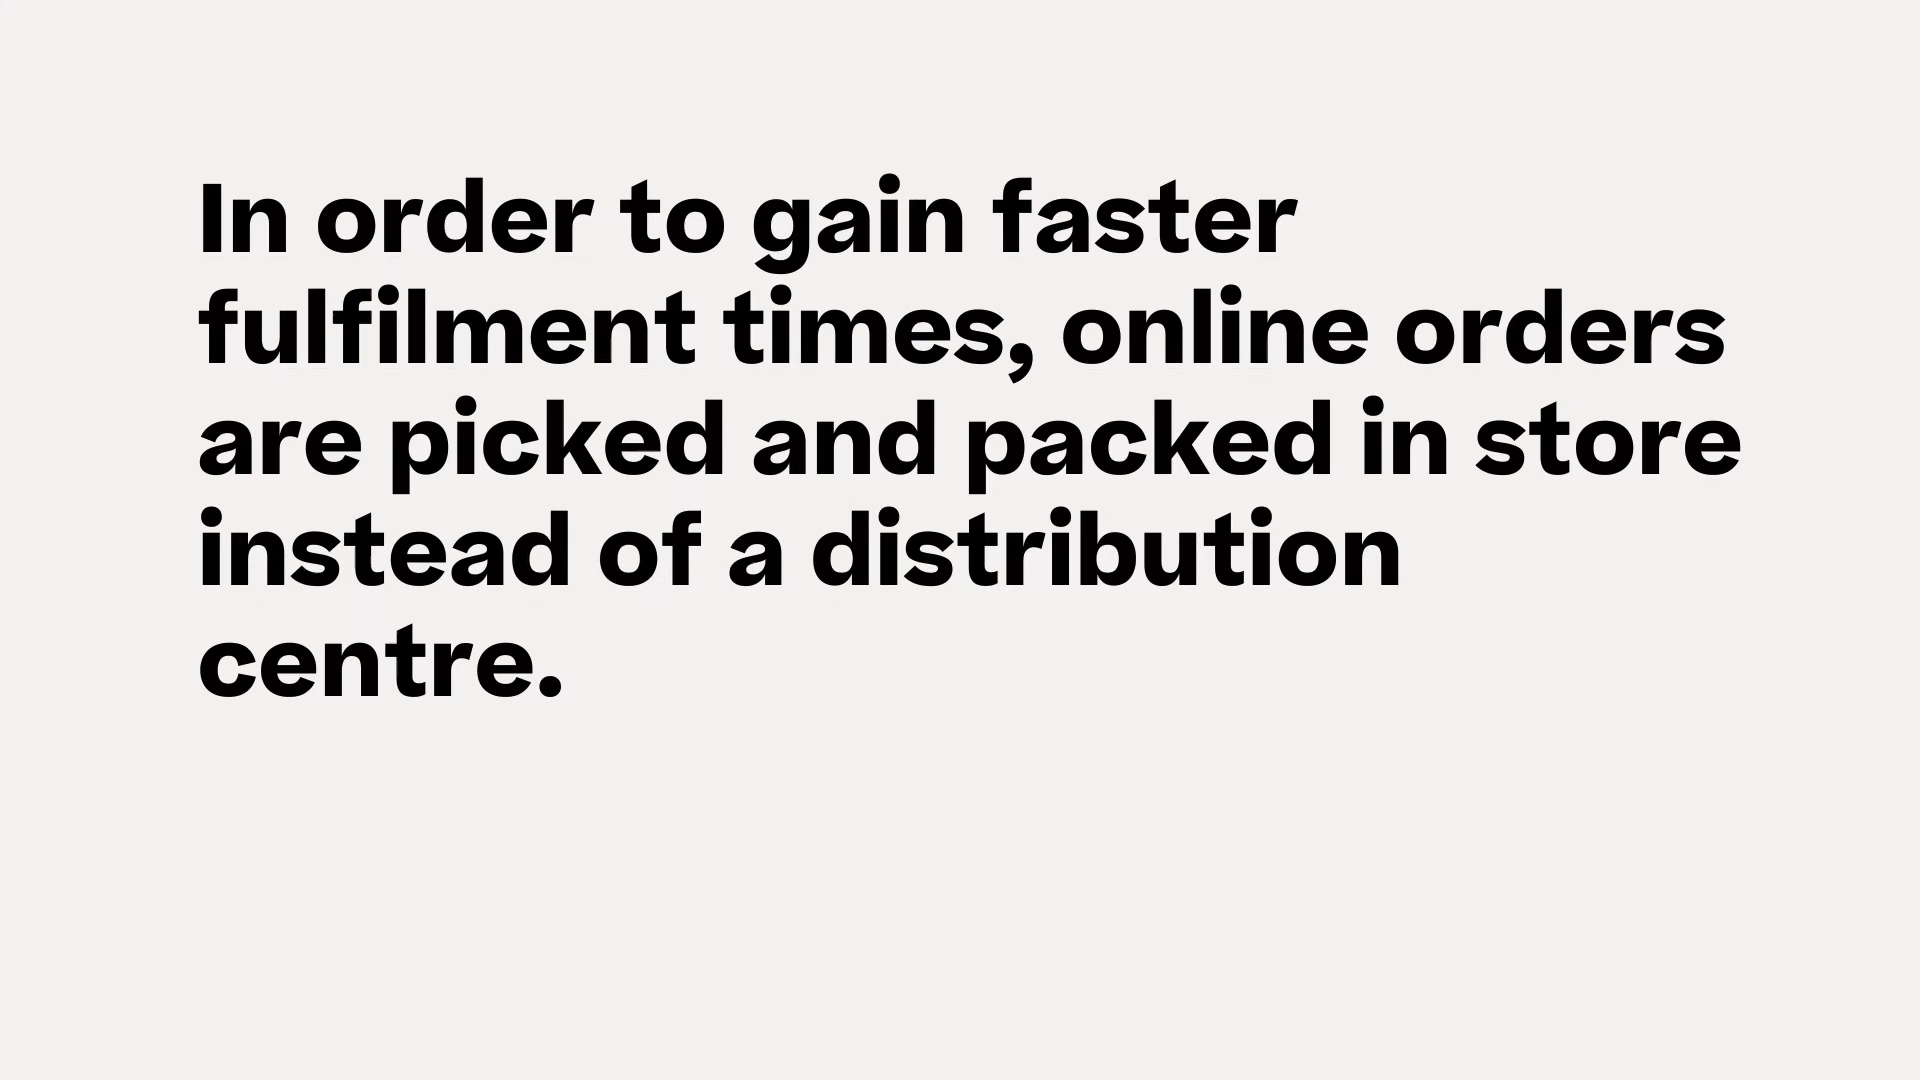 In order to gain faster
fulfilment times, online orders
are picked and packed in store
instead of a distribution
centre.